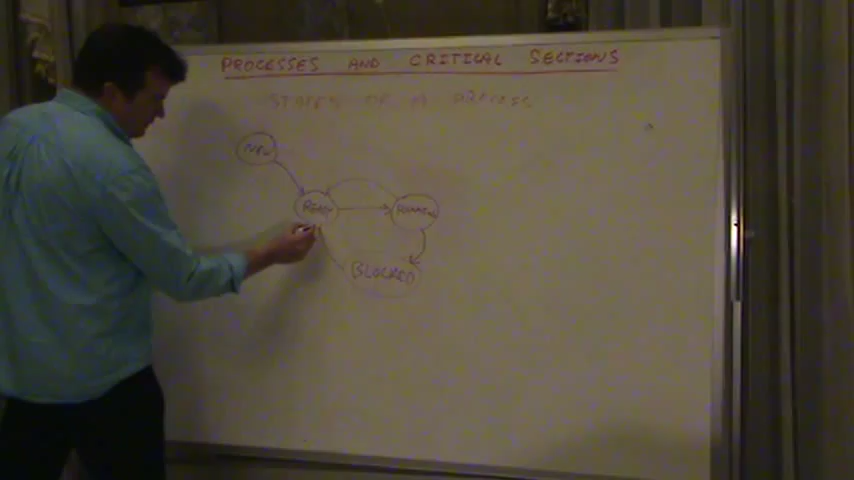 PROCESSES AND CRITICAL SECTIONS
STATES OF A PROCESS
NEW
READY
RUNNING
BLOCKED